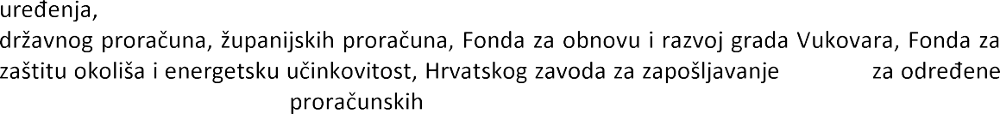 uređenja,
državnog proračuna, županijskih proračuna, Fonda za obnovu i razvoj grada Vukovara, Fonda za
zaštitu okoliša i energetsku učinkovitost, Hrvatskog zavoda za zapošljavanje za određene
proračunskih